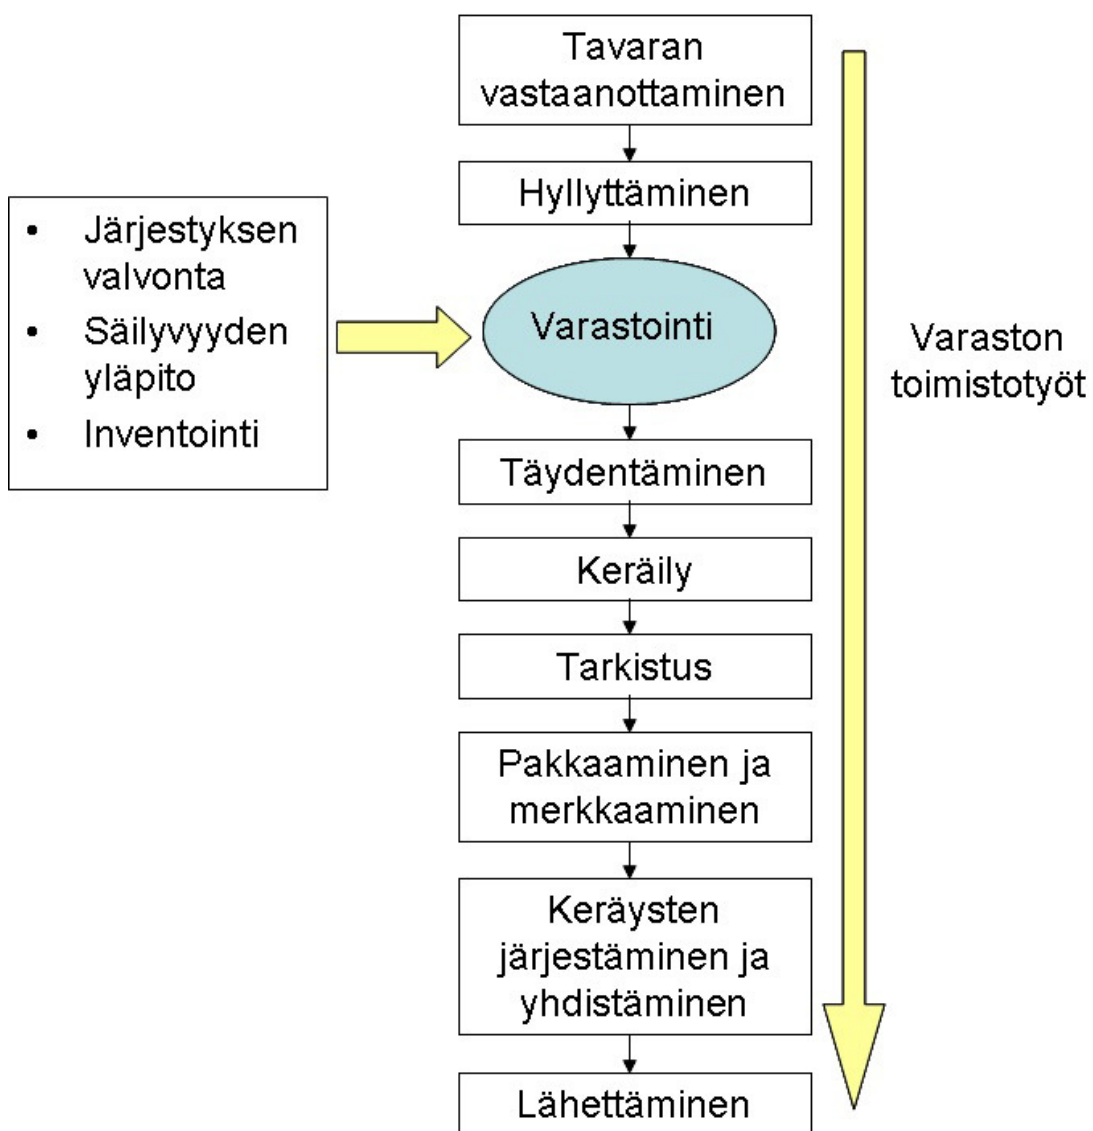 Tavaran
vastaanottaminen
Hyllyttäminen
• Järjestyksen
valvonta
• Säilyvyyden
yläpito
• Inventointi
Varastointi
Varaston
toimistotyöt
Täydentäminen
Keräily
Tarkistus
Pakkaaminen ja
merkkaaminen
Keräysten
järjestäminen ja
yhdistäminen
Lähettäminen